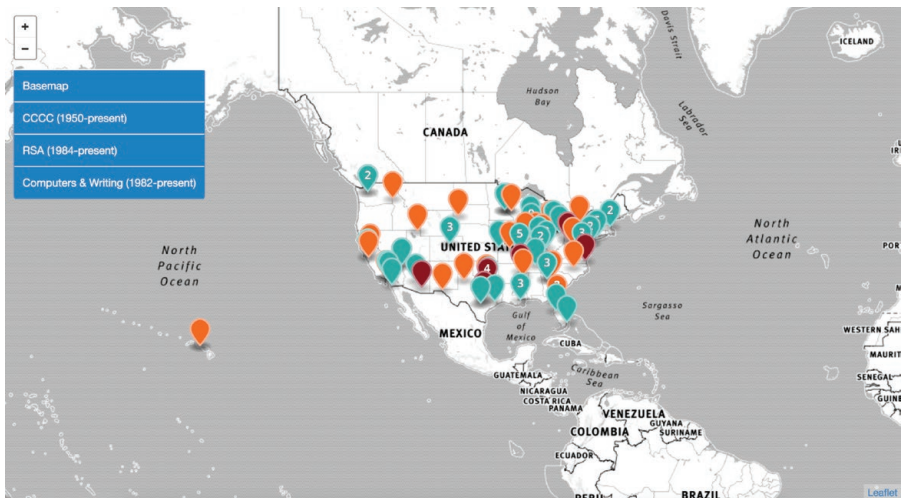 +
−
Basemap
CCCC (1950-present)
RSA (1984-present)
Computers & Writing (1982-present)
Davis Strait
ICELAND
Hudson
Bay
Labrador
Sea
CANADA
2
2
3
5
2
3
UNITED STA
North
Pacific
Ocean
North
Atlantic
Ocean
3
4
3
Sargasso
Sea
Gulf
of
Mexico
MEXICO
CUBA
WESTERN SAH
MAURIT
Caribbean
Sea
GUATEMALA
NICARAGUA
COSTA RICA
PANAMA
SENEGAL
GUIN
VENEZUELA
GUYANA
COLOMBIA
SURINAME
ECUADOR
BRAZIL
Leaflet